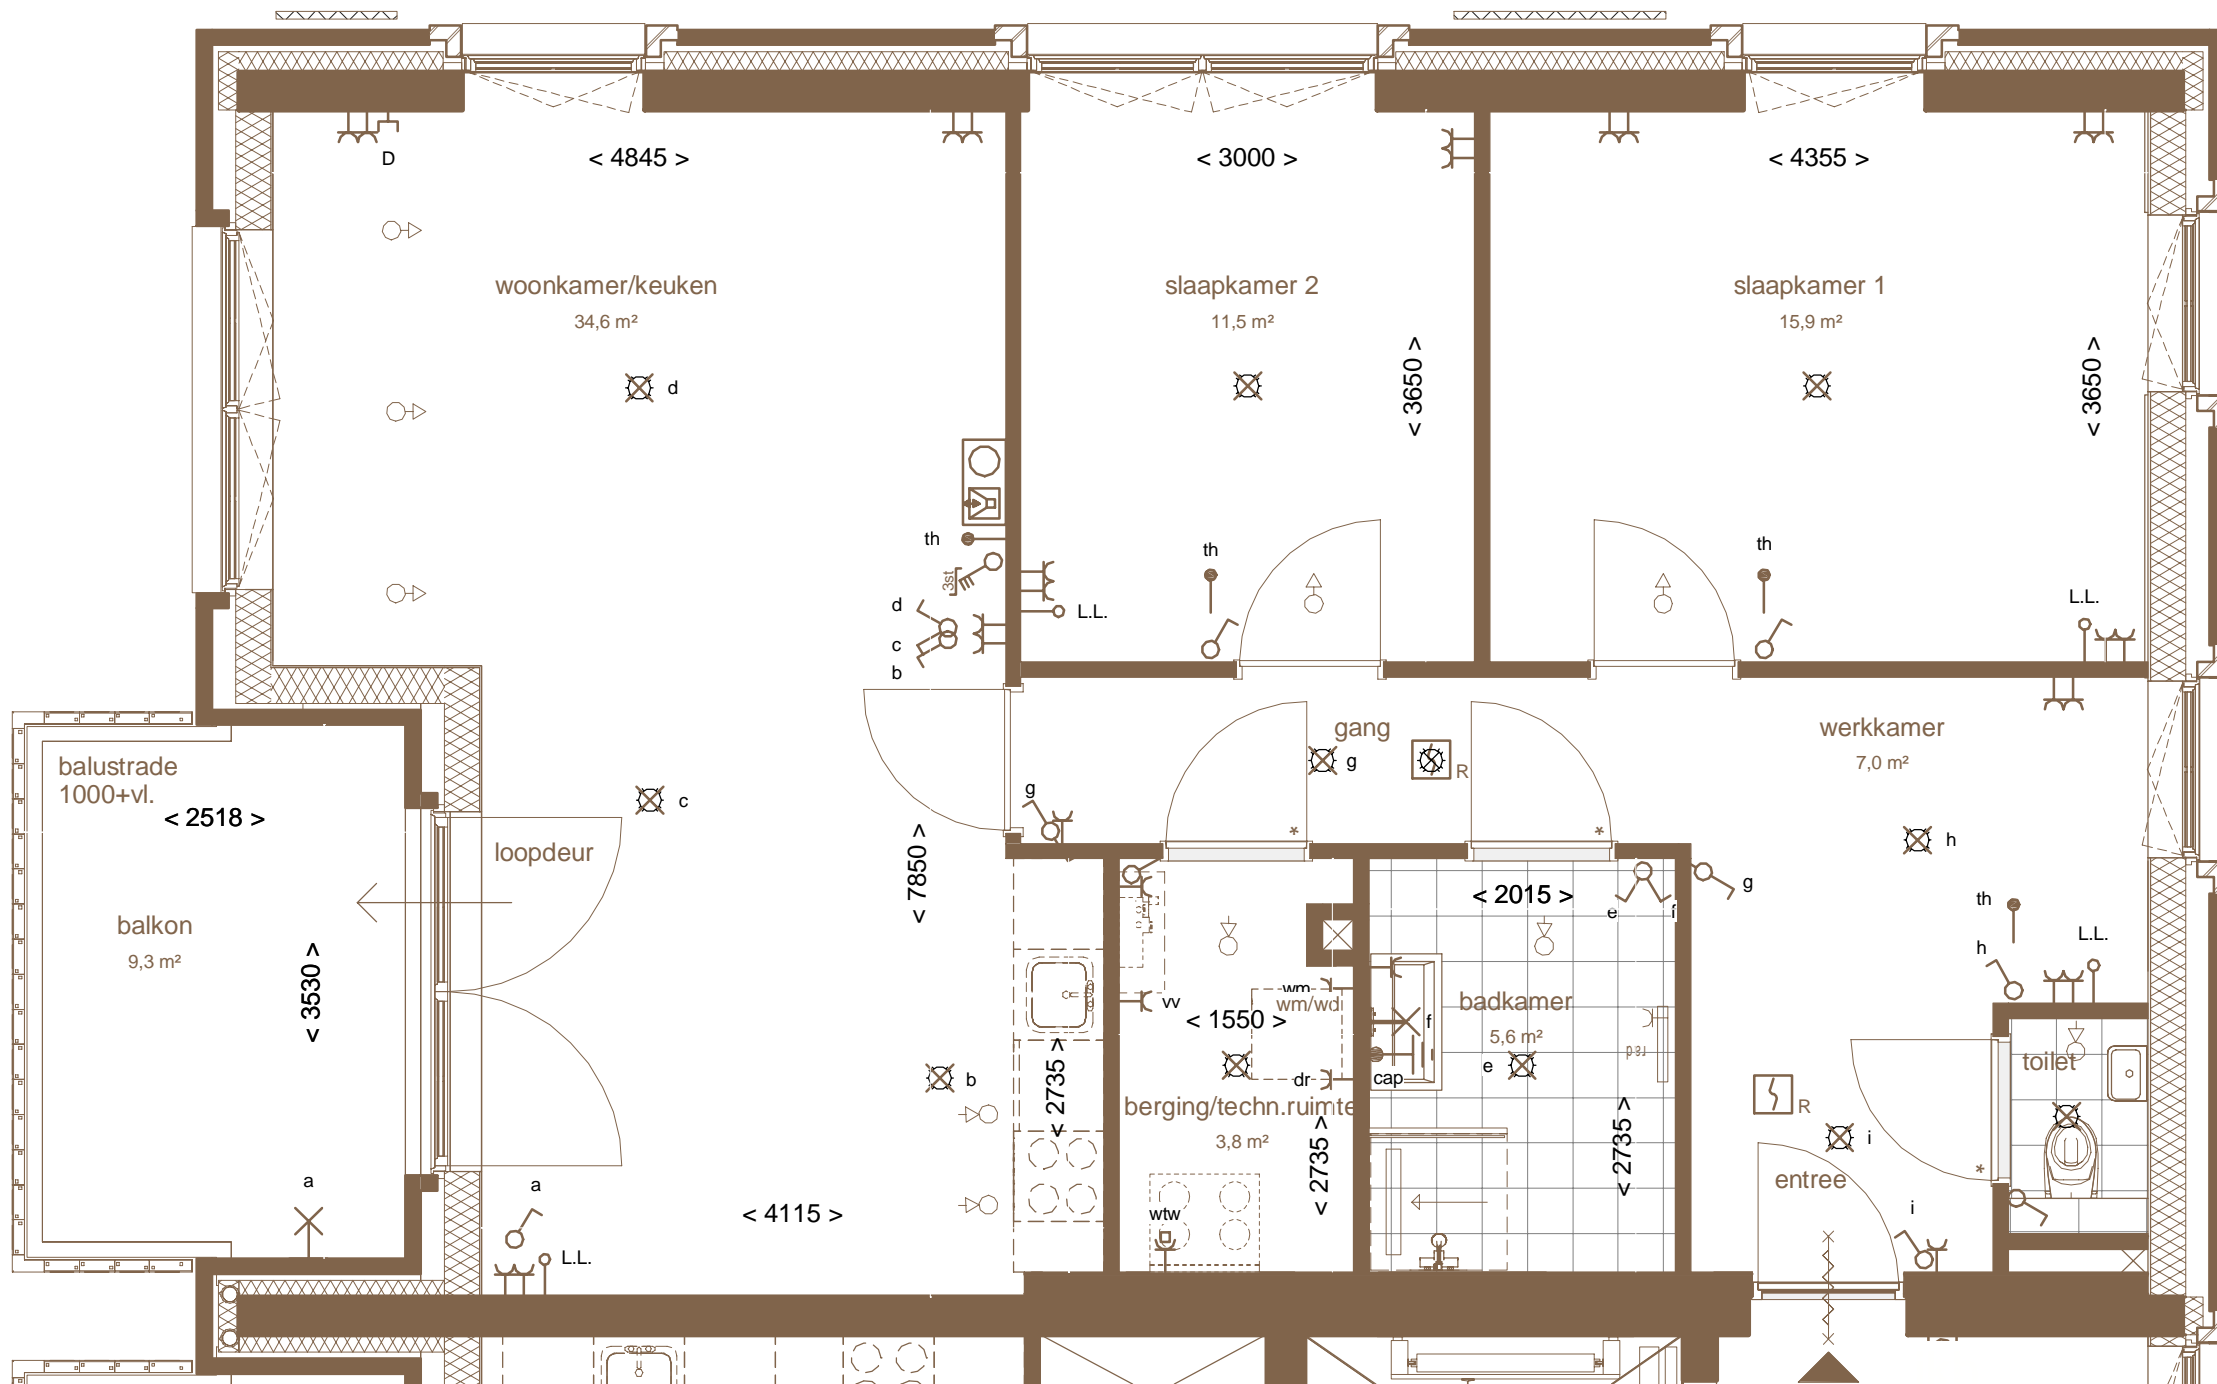 D
< 4845 >
< 3000 >
< 4355 >
woonkamer/keuken
34,6 m²
slaapkamer 2
11,5 m²
slaapkamer 1
15,9 m²
< 3650 >
< 3650 >
d
th
3st
d
c
b
th
L.L.
th
L.L.
gang
g
R
g
werkkamer
7,0 m²
balustrade
1000+vl.
< 2518 >
c
loopdeur
< 7850 >
*
*
h
< 2015 >
e
f
g
th
h
L.L.
balkon
9,3 m²
< 3530 >
vv
wm
wm/wd
< 1550 >
badkamer
5,6 m²
f
e
cap
dr
b
< 2735 >
berging/techn.ruimte
3,8 m²
< 2735 >
< 2735 >
toilet
R
i
*
entree
a
a
< 4115 >
wtw
i
L.L.